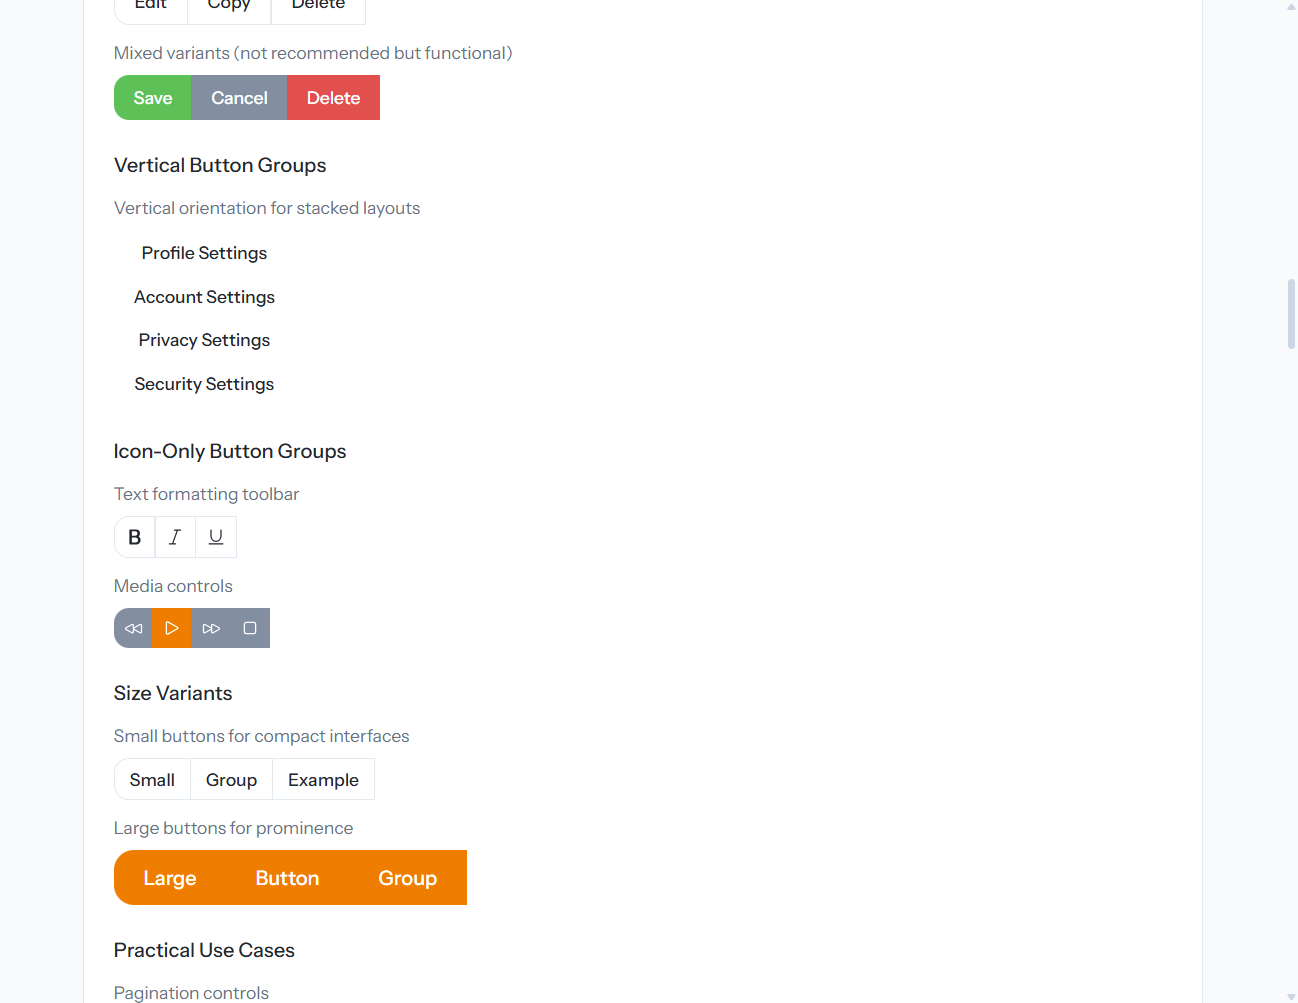 Edit Copy Delete
Mixed variants (not recommended but functional)
Save Cancel Delete
Vertical Button Groups
Vertical orientation for stacked layouts
Profile Settings
Account Settings
Privacy Settings
Security Settings
Icon-Only Button Groups
Text formatting toolbar
B I U
Media controls
Size Variants
Small buttons for compact interfaces
Small Group Example
Large buttons for prominence
Large Button Group
Practical Use Cases
Pagination controls